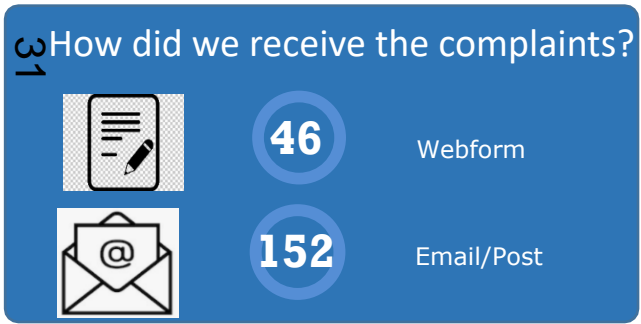 31
How did we receive the complaints?
46
Webform
@
152
Email/Post